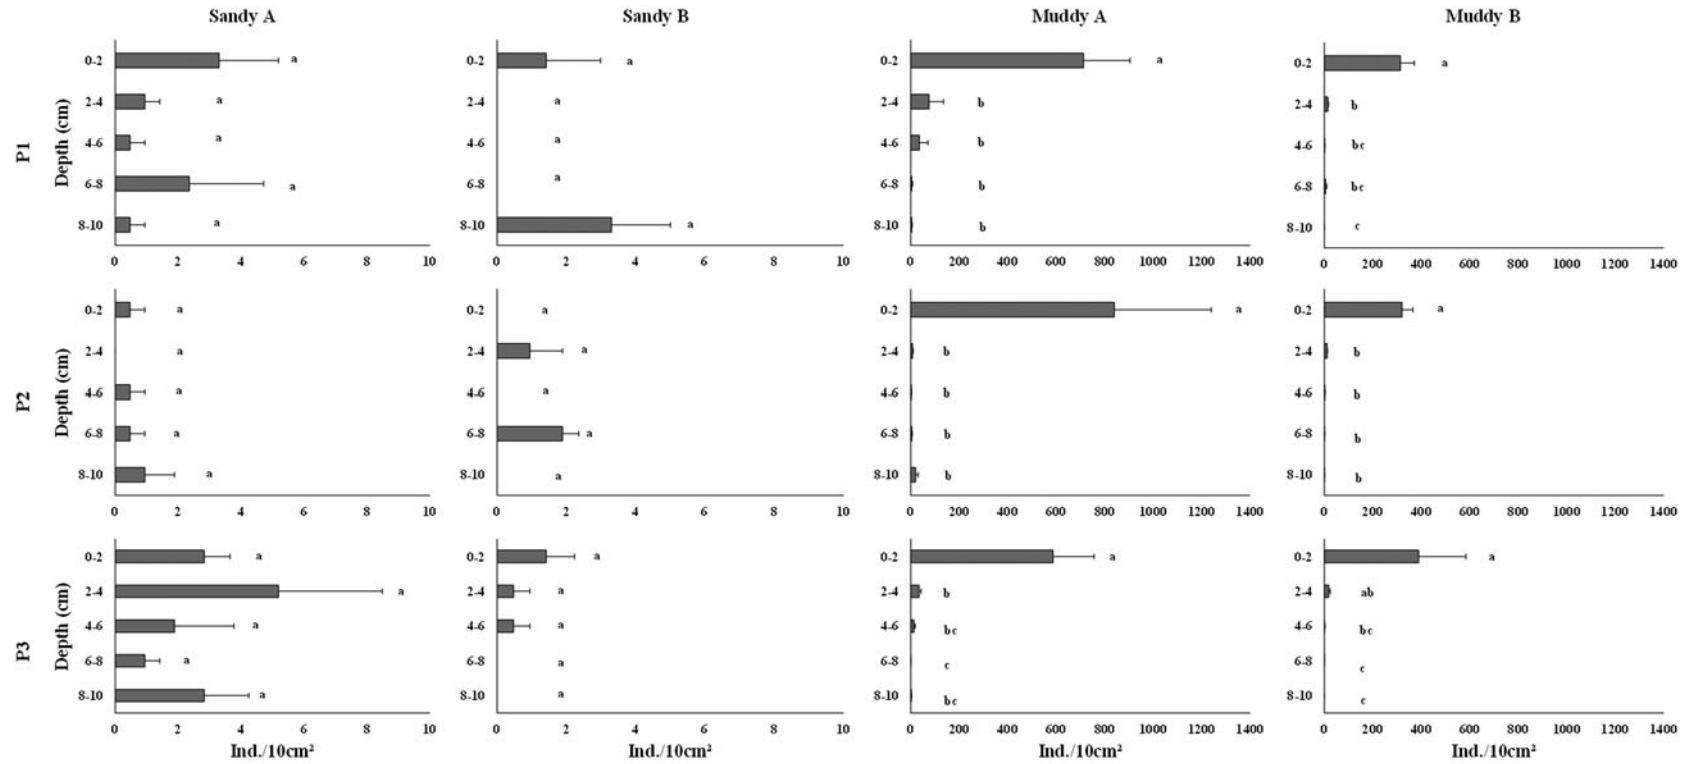 Sandy A Sandy B Muddy A Muddy B
P1
Depth (cm)
0-2 a 0-2 a 0-2 a 0-2 a
2-4 a 2-4 a 2-4 b 2-4 b
4-6 a 4-6 a 4-6 b 4-6 bc
6-8 a 6-8 a 6-8 b 6-8 bc
8-10 a 8-10 a 8-10 b 8-10 c
0 2 4 6 8 10 0 2 4 6 8 10 0 200 400 600 800 1000 1200 1400 0 200 400 600 800 1000 1200 1400
P2
Depth (cm)
0-2 a 0-2 a 0-2 a 0-2 a
2-4 a 2-4 a 2-4 b 2-4 b
4-6 a 4-6 a 4-6 b 4-6 b
6-8 a 6-8 a 6-8 b 6-8 b
8-10 a 8-10 a 8-10 b 8-10 b
0 2 4 6 8 10 0 2 4 6 8 10 0 200 400 600 800 1000 1200 1400 0 200 400 600 800 1000 1200 1400
P3
Depth (cm)
0-2 a 0-2 a 0-2 a 0-2 a
2-4 a 2-4 a 2-4 b 2-4 ab
4-6 a 4-6 a 4-6 bc 4-6 bc
6-8 a 6-8 a 6-8 c 6-8 c
8-10 a 8-10 a 8-10 bc 8-10 c
0 2 4 6 8 10 0 2 4 6 8 10 0 200 400 600 800 1000 1200 1400 0 200 400 600 800 1000 1200 1400
Ind./10cm² Ind./10cm² Ind./10cm² Ind./10cm²